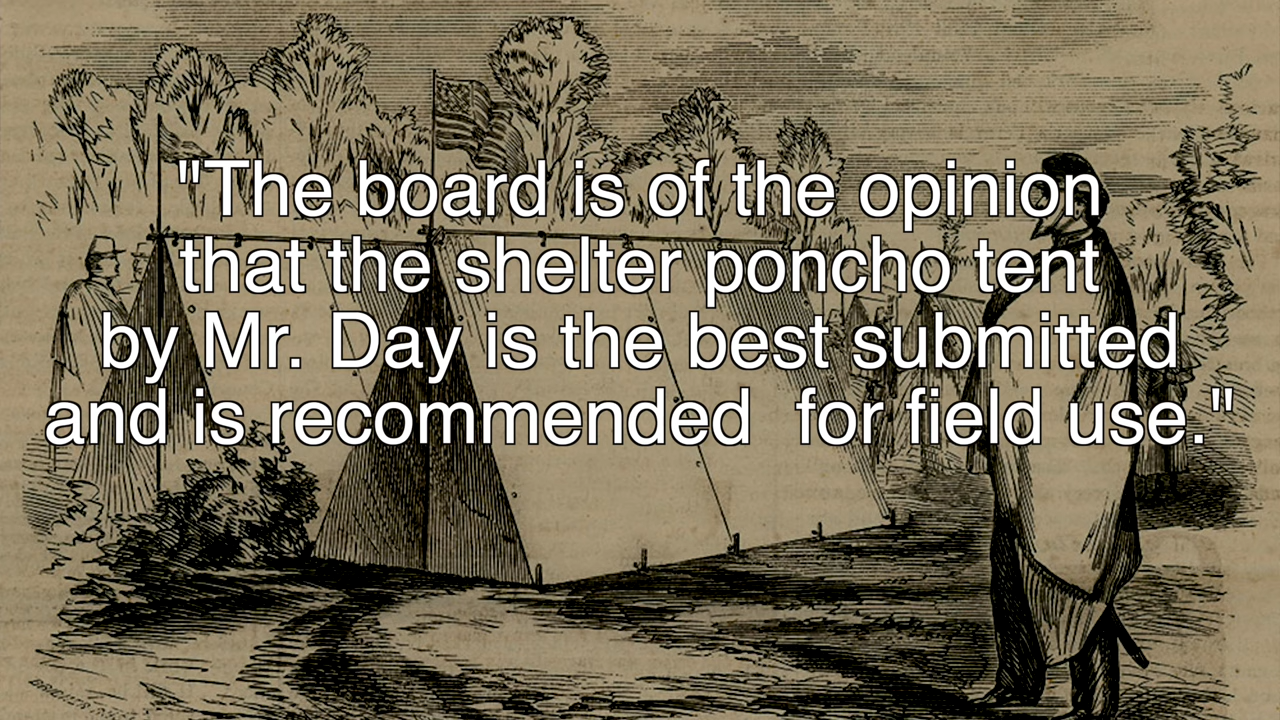 "The board is of the opinion
that the shelter poncho tent
by Mr. Day is the best submitted
and is recommended  for field use."